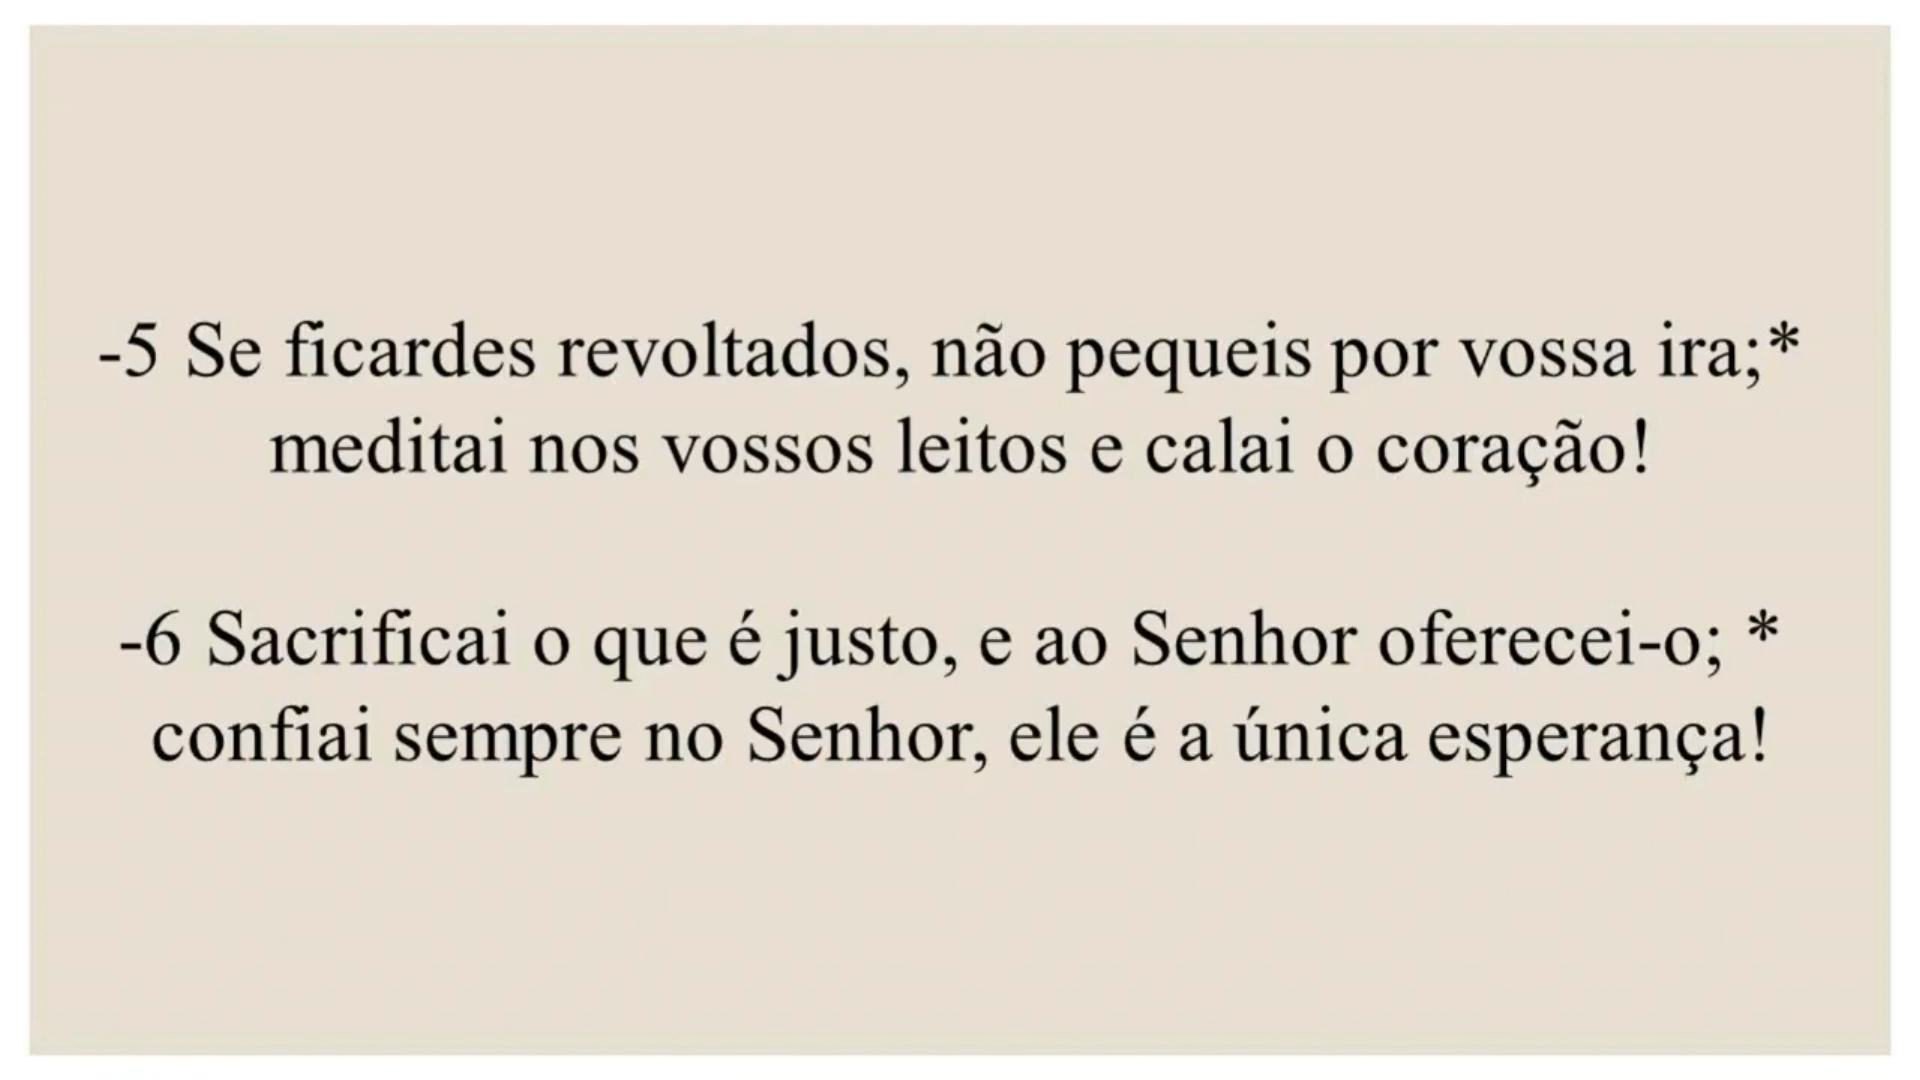 -5 Se ficardes revoltados, não pequeis por vossa ira;*
meditai nos vossos leitos e calai o coração!
-6 Sacrificai o que é justo, e ao Senhor oferecei-o; *
confiai sempre no Senhor, ele é a única esperança!